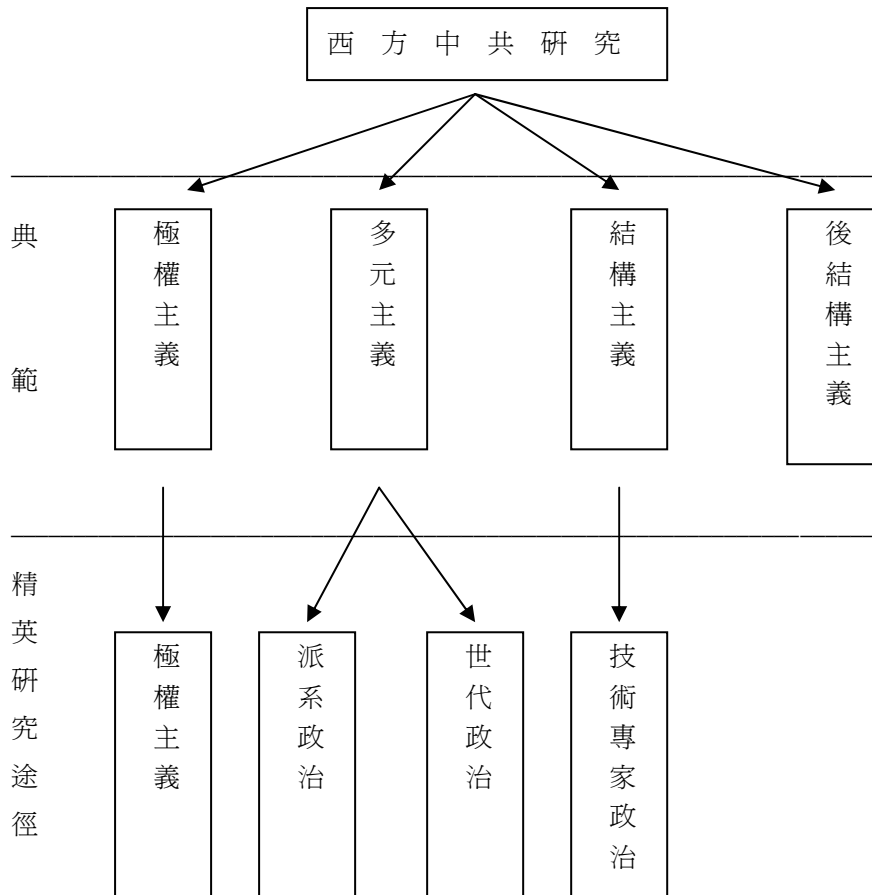 西方中共研究
典範
極權主義
多元主義
結構主義
後結構主義
精英研究途徑
極權主義
派系政治
世代政治
技術專家政治